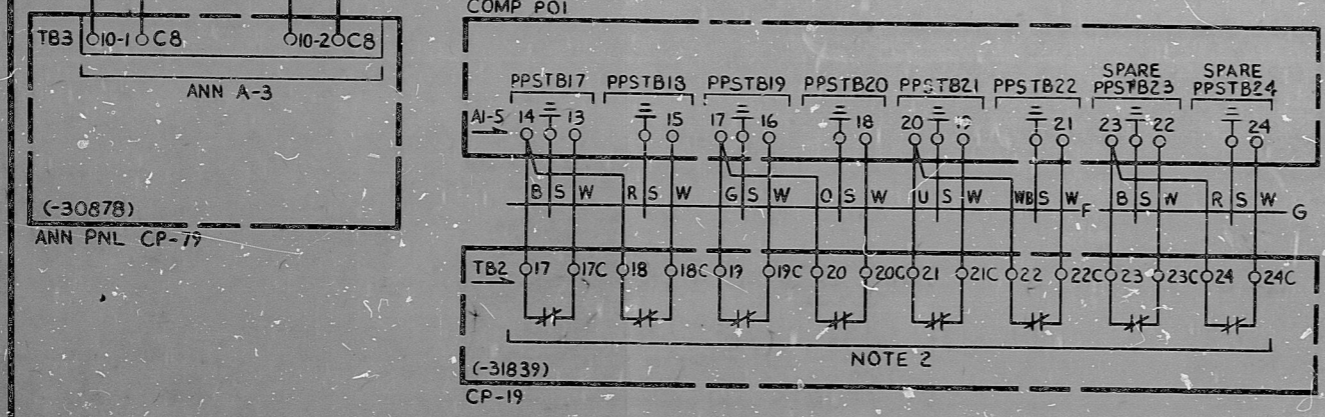 COMP P01
TB3 10-1 C8 10-2 C8
ANN A-3
(-30878)
ANN PNL CP-79
SPARE SPARE
PPSTB17 PPSTB18 PPSTB19 PPSTB20 PPSTB21 PPSTB22 PPSTB23 PPSTB24
A1-5 14 13 15 17 16 18 20 21 23 22 24
B S W R S W G S W O S W U S W WB S W F B S W R S W G
TB2 17 17C 18 18C 19 19C 20 20C 21 21C 22 22C 23 23C 24 24C
NOTE 2
(-31839)
CP-19